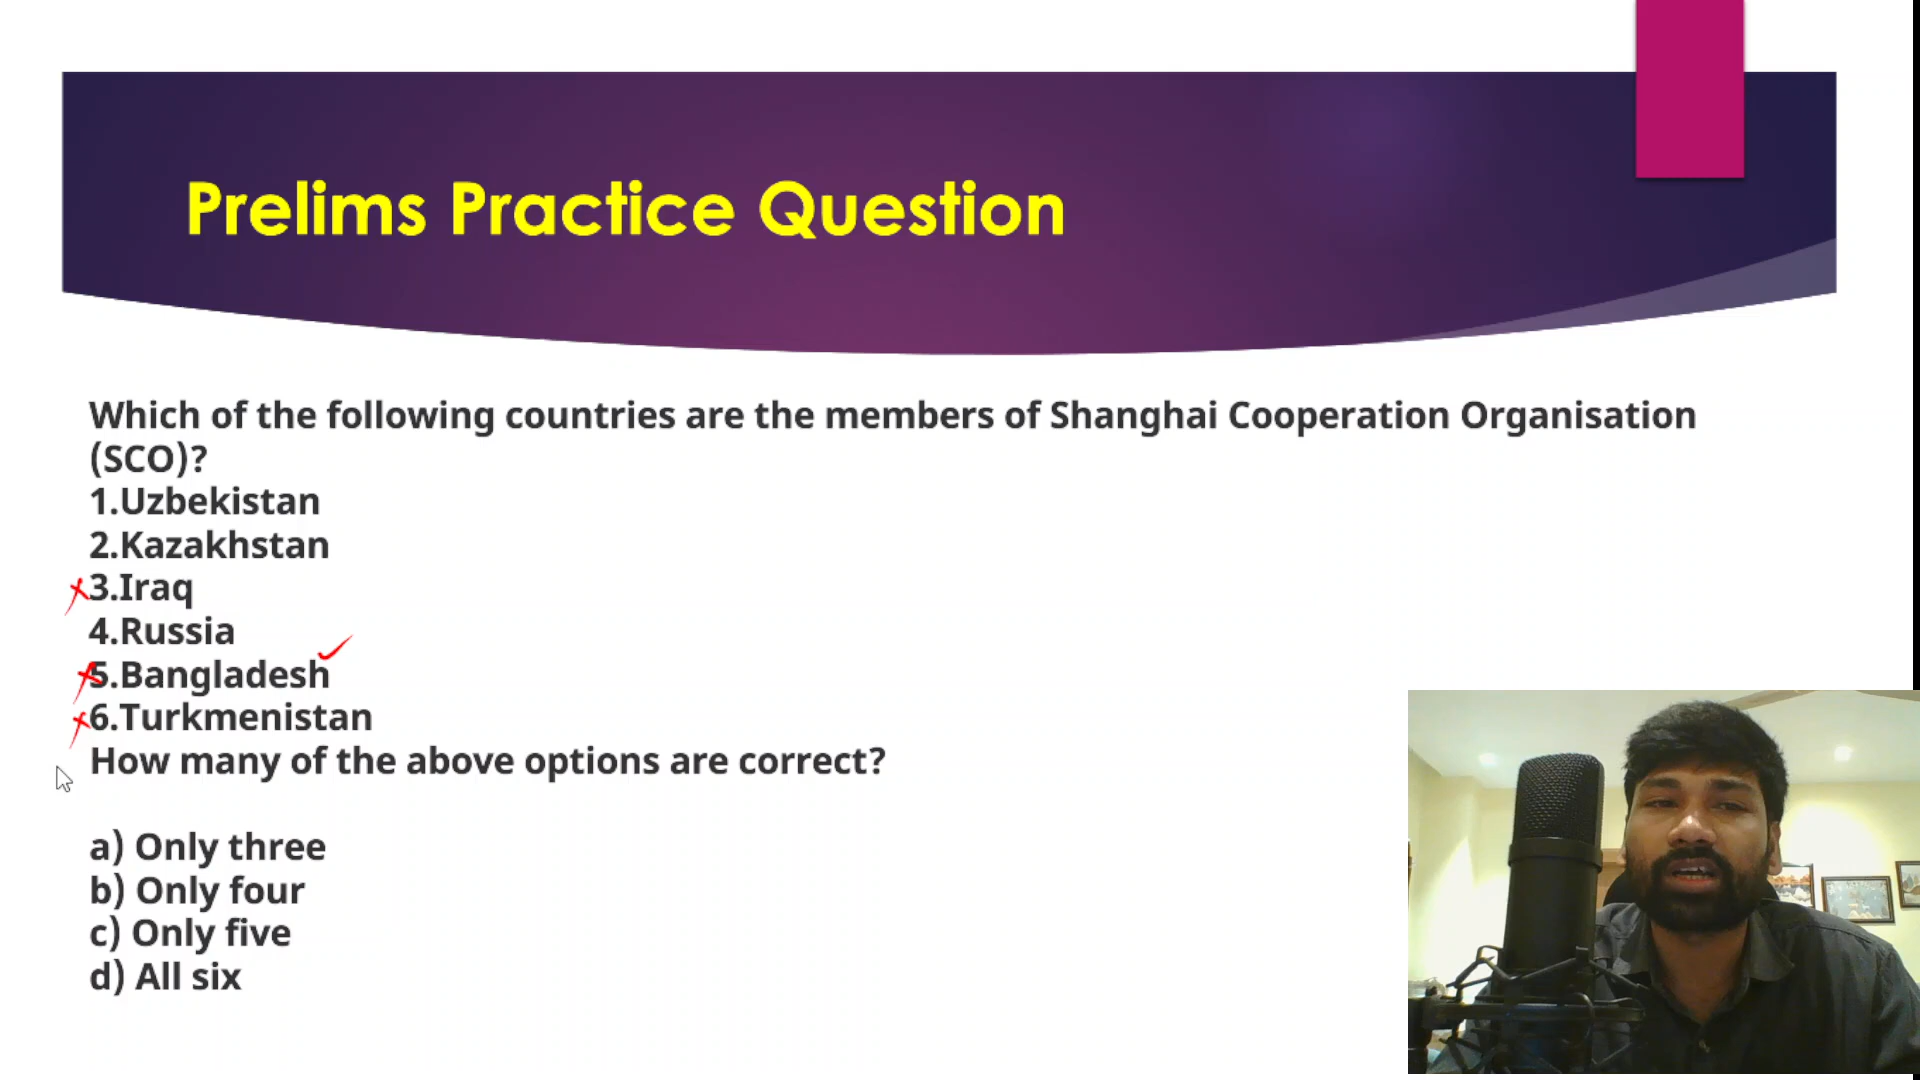 Prelims Practice Question
Which of the following countries are the members of Shanghai Cooperation Organisation
(SCO)?
1.Uzbekistan
2.Kazakhstan
3.Iraq
4.Russia
5.Bangladesh
6.Turkmenistan
How many of the above options are correct?
a) Only three
b) Only four
c) Only five
d) All six